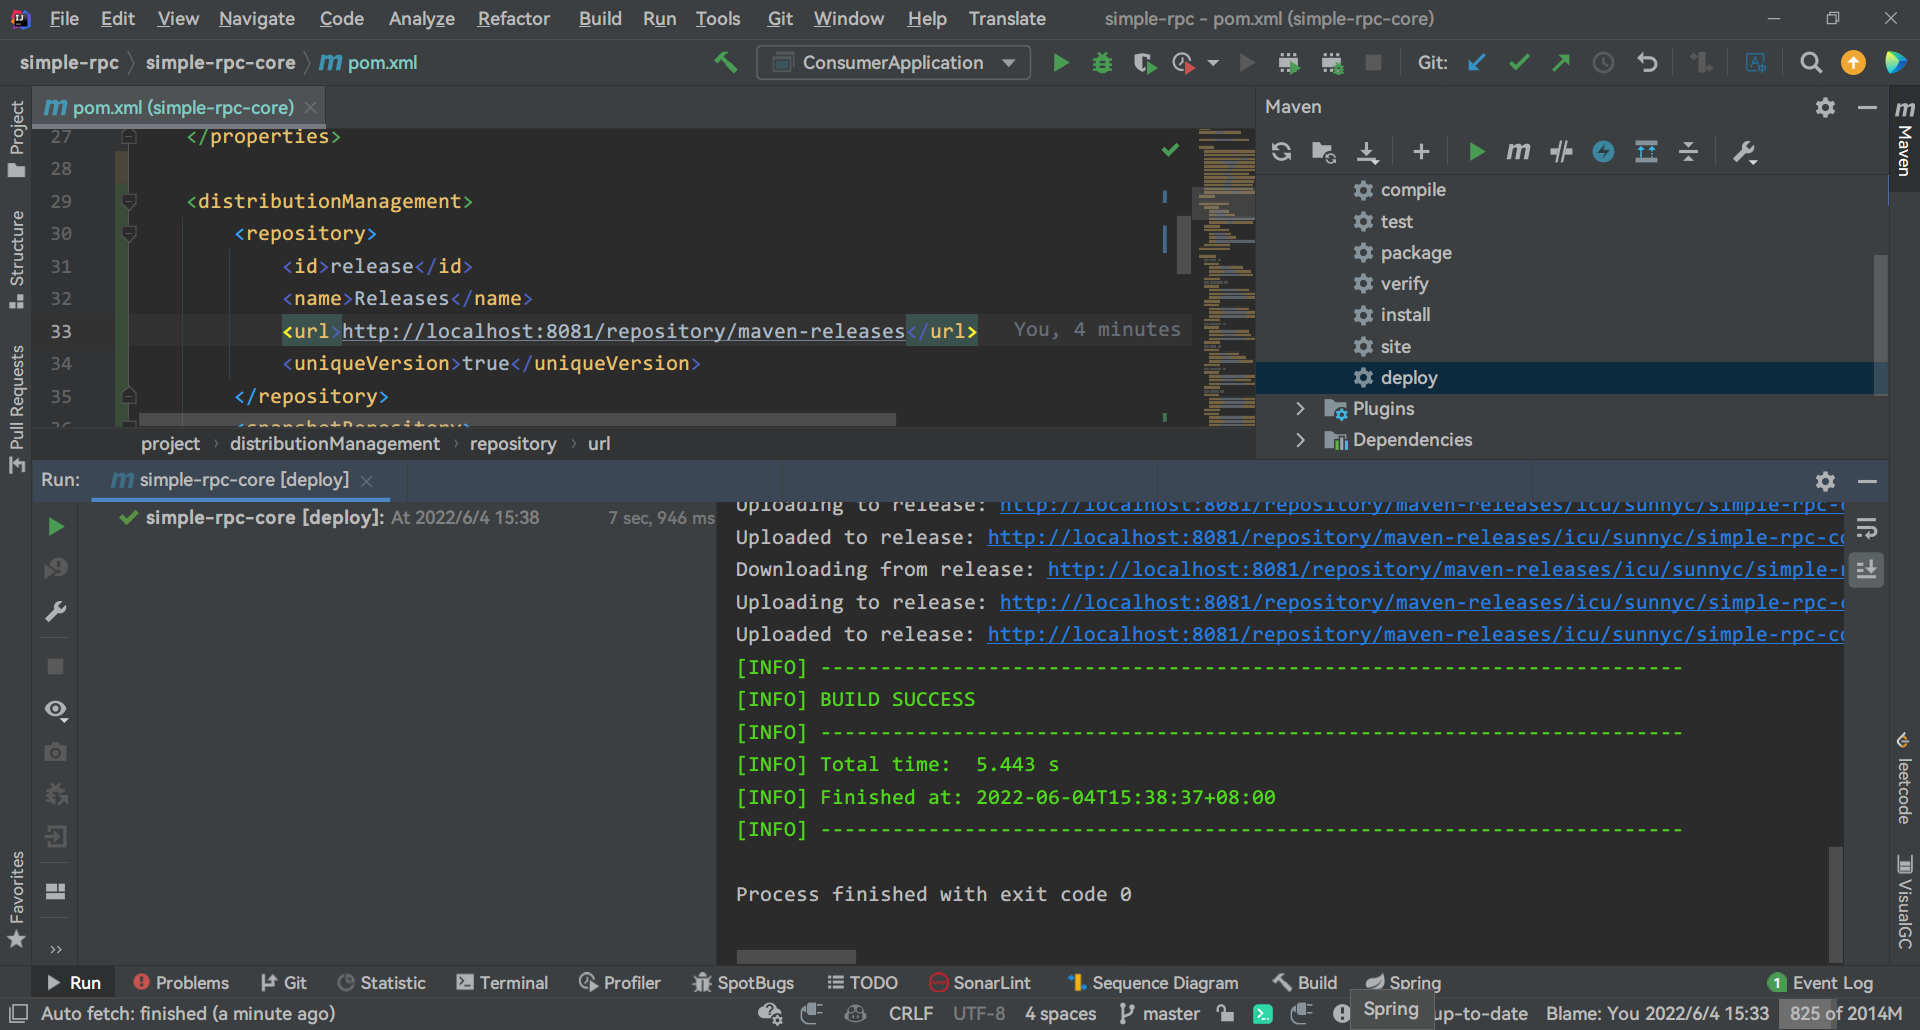 File Edit View Navigate Code Analyze Refactor Build Run Tools Git Window Help Translate simple-rpc - pom.xml (simple-rpc-core)
simple-rpc simple-rpc-core m pom.xml ConsumerApplication Git:
m pom.xml (simple-rpc-core)
Maven
Project
Structure
Pull Requests
Favorites
27 </properties>
28
29 <distributionManagement>
30 <repository>
31 <id>release</id>
32 <name>Releases</name>
33 <url>http://localhost:8081/repository/maven-releases</url> You, 4 minutes
34 <uniqueVersion>true</uniqueVersion>
35 </repository>
36 <snapshotRepository>
project distributionManagement repository url
compile
test
package
verify
install
site
deploy
Plugins
Dependencies
m Maven
leetcode
VisualGC
Run: m simple-rpc-core [deploy]
simple-rpc-core [deploy]: At 2022/6/4 15:38 7 sec, 946 ms
Uploading to release: http://localhost:8081/repository/maven-releases/icu/sunnyc/simple-rpc-
Uploaded to release: http://localhost:8081/repository/maven-releases/icu/sunnyc/simple-rpc-co
Downloading from release: http://localhost:8081/repository/maven-releases/icu/sunnyc/simple-
Uploading to release: http://localhost:8081/repository/maven-releases/icu/sunnyc/simple-rpc-
Uploaded to release: http://localhost:8081/repository/maven-releases/icu/sunnyc/simple-rpc-co
[INFO] ------------------------------------------------------------------------
[INFO] BUILD SUCCESS
[INFO] ------------------------------------------------------------------------
[INFO] Total time:  5.443 s
[INFO] Finished at: 2022-06-04T15:38:37+08:00
[INFO] ------------------------------------------------------------------------
Process finished with exit code 0
Run Problems Git Statistic Terminal Profiler SpotBugs TODO SonarLint Sequence Diagram Build Spring 1 Event Log
Auto fetch: finished (a minute ago) CRLF UTF-8 4 spaces master Spring up-to-date Blame: You 2022/6/4 15:33 825 of 2014M